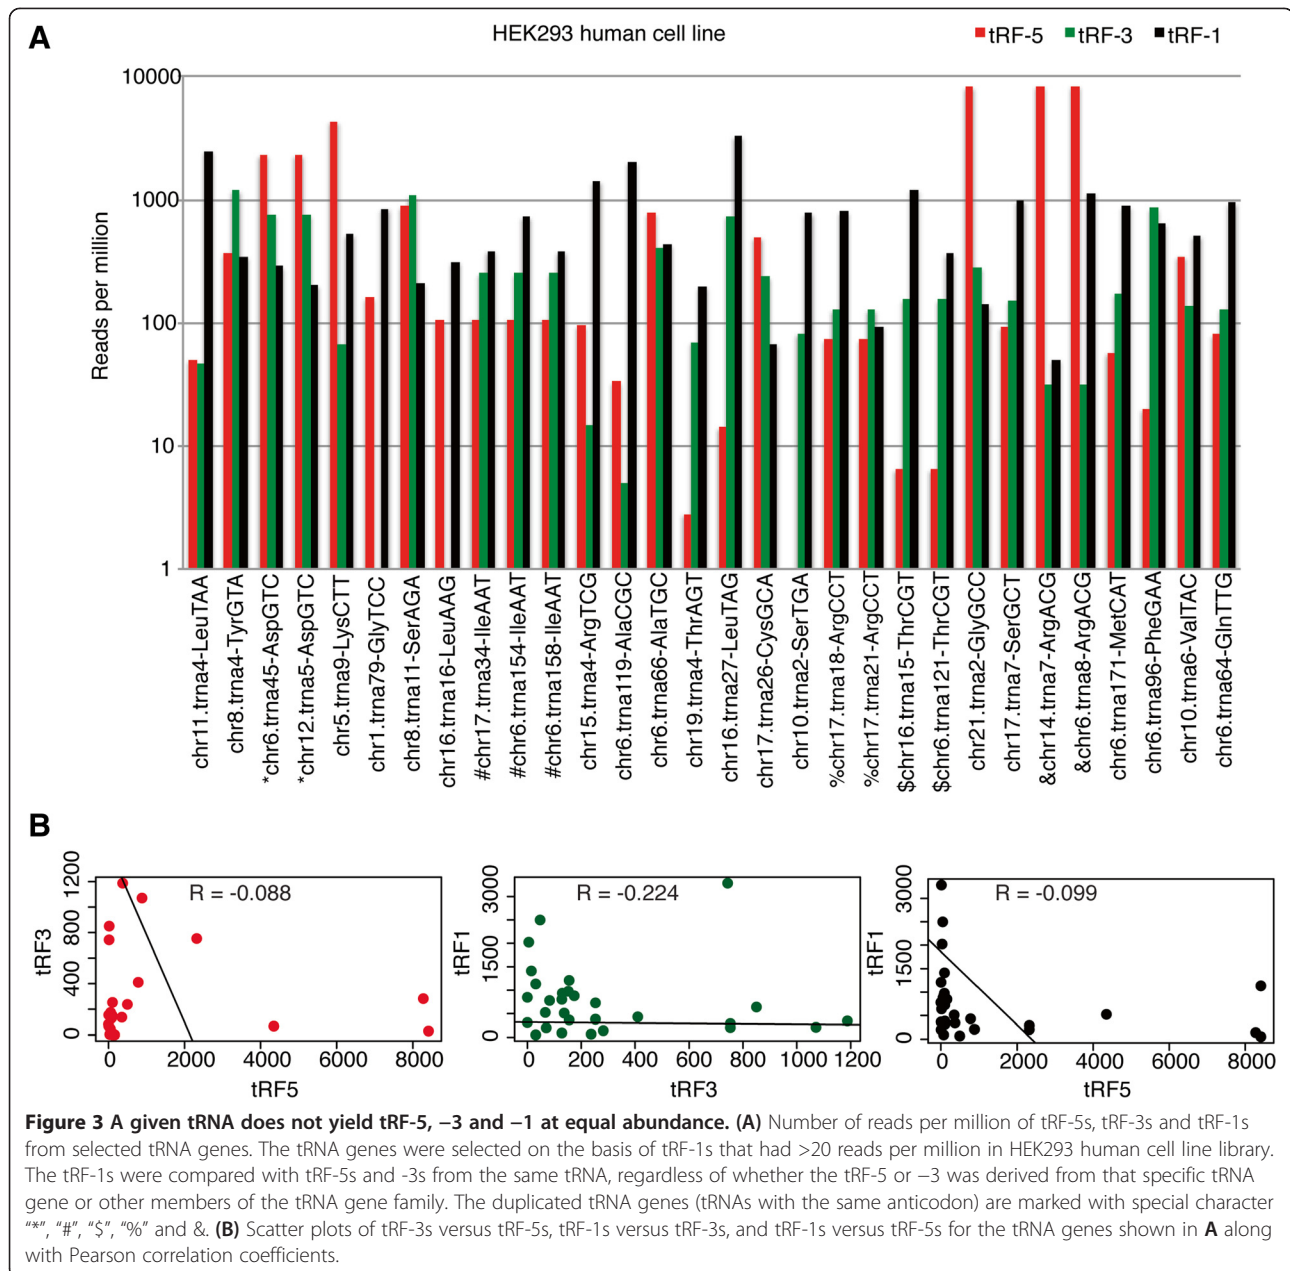 A
HEK293 human cell line
tRF-5 tRF-3 tRF-1
Reads per million
10000
1000
100
10
1
chr11.trna4-LeuTAA
chr8.trna4-TyrGTA
*chr6.trna45-AspGTC
*chr12.trna5-AspGTC
chr5.trna9-LysCTT
chr1.trna79-GlyTCC
chr8.trna11-SerAGA
chr16.trna16-LeuAAG
#chr17.trna34-IleAAT
#chr6.trna154-IleAAT
#chr6.trna158-IleAAT
chr15.trna4-ArgTCG
chr6.trna119-AlaCGC
chr6.trna66-AlaTGC
chr19.trna4-ThrAGT
chr16.trna27-LeuTAG
chr17.trna26-CysGCA
chr10.trna2-SerTGA
%chr17.trna18-ArgCCT
%chr17.trna21-ArgCCT
$chr16.trna15-ThrCGT
$chr6.trna121-ThrCGT
chr21.trna2-GlyGCC
chr17.trna7-SerGCT
&chr14.trna7-ArgACG
&chr6.trna8-ArgACG
chr6.trna171-MetCAT
chr6.trna96-PheGAA
chr10.trna6-ValTAC
chr6.trna64-GlnTTG
B
R = -0.088
tRF3
0 400 800 1200
0 2000 4000 6000 8000
tRF5
R = -0.224
tRF1
0 1500 3000
0 200 400 600 800 1200
tRF3
R = -0.099
tRF1
0 1500 3000
0 2000 4000 6000 8000
tRF5
Figure 3 A given tRNA does not yield tRF-5, −3 and −1 at equal abundance. (A) Number of reads per million of tRF-5s, tRF-3s and tRF-1s
from selected tRNA genes. The tRNA genes were selected on the basis of tRF-1s that had >20 reads per million in HEK293 human cell line library.
The tRF-1s were compared with tRF-5s and -3s from the same tRNA, regardless of whether the tRF-5 or −3 was derived from that specific tRNA
gene or other members of the tRNA gene family. The duplicated tRNA genes (tRNAs with the same anticodon) are marked with special character
“*”, “#”, “$”, “%” and &. (B) Scatter plots of tRF-3s versus tRF-5s, tRF-1s versus tRF-3s, and tRF-1s versus tRF-5s for the tRNA genes shown in A along
with Pearson correlation coefficients.